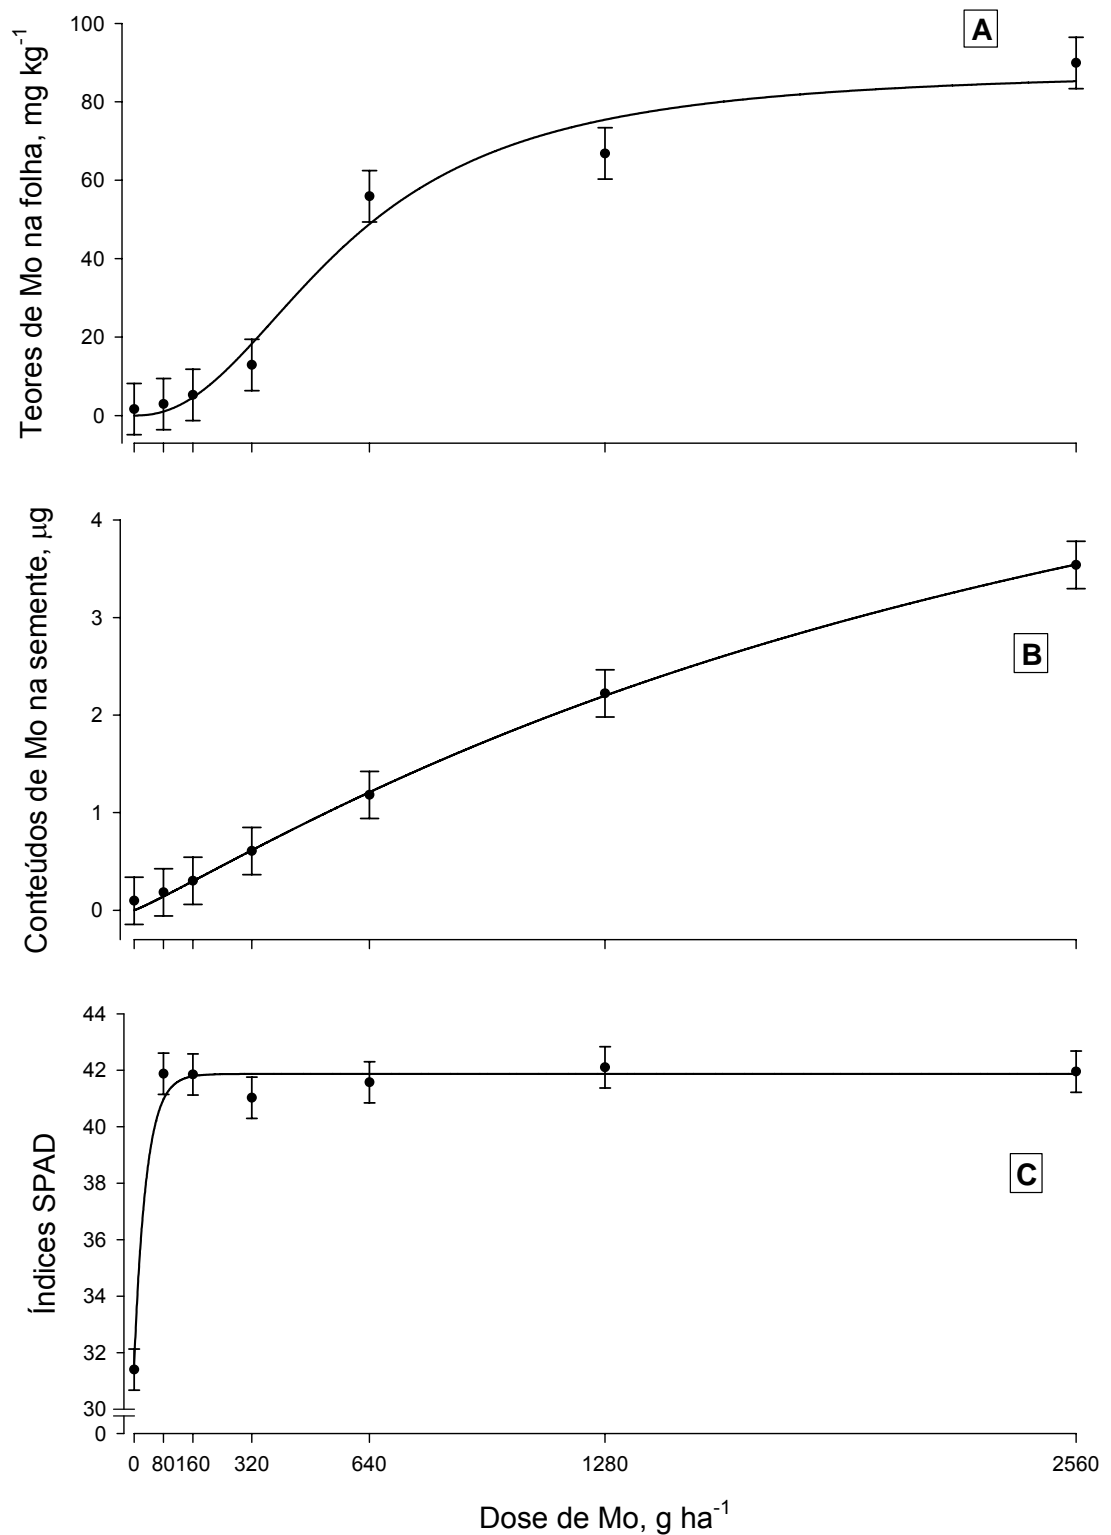 A
100
80
60
40
20
0
Teores de Mo na folha, mg kg-1
B
4
3
2
1
0
Conteúdos de Mo na semente, μg
C
44
42
40
38
36
34
32
30
0
Índices SPAD
0 80 160 320 640 1280 2560
Dose de Mo, g ha-1